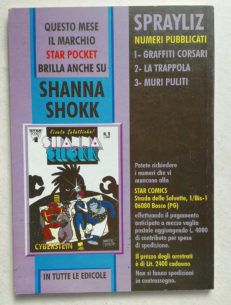 QUESTO MESE
IL MARCHIO
STAR POCKET
BRILLA ANCHE SU
SHANNA
SHOKK
SHANNA
SHOKK
CYBERSTEIN
IN TUTTE LE EDICOLE
SPRAYLIZ
NUMERI PUBBLICATI
1- GRAFFITI CORSARI
2- LA TRAPPOLA
3- MURI PULITI
Potete richiedere
i numeri che vi
mancano alla
STAR COMICS
Strada delle Selvette, 1/Bis-1
06080 Bosco (PG)
effettuando il pagamento
anticipato a mezzo vaglia
postale aggiungendo L. 4000
di contributo per spese
di spedizione.
Il prezzo degli arretrati
è di Lit. 2400 cadauno
Non si fanno spedizioni
in contrassegno.